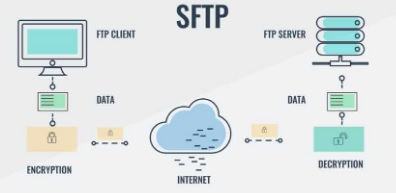 SFTP
FTP CLIENT
FTP SERVER
DATA
DATA
ENCRYPTION
INTERNET
DECRYPTION